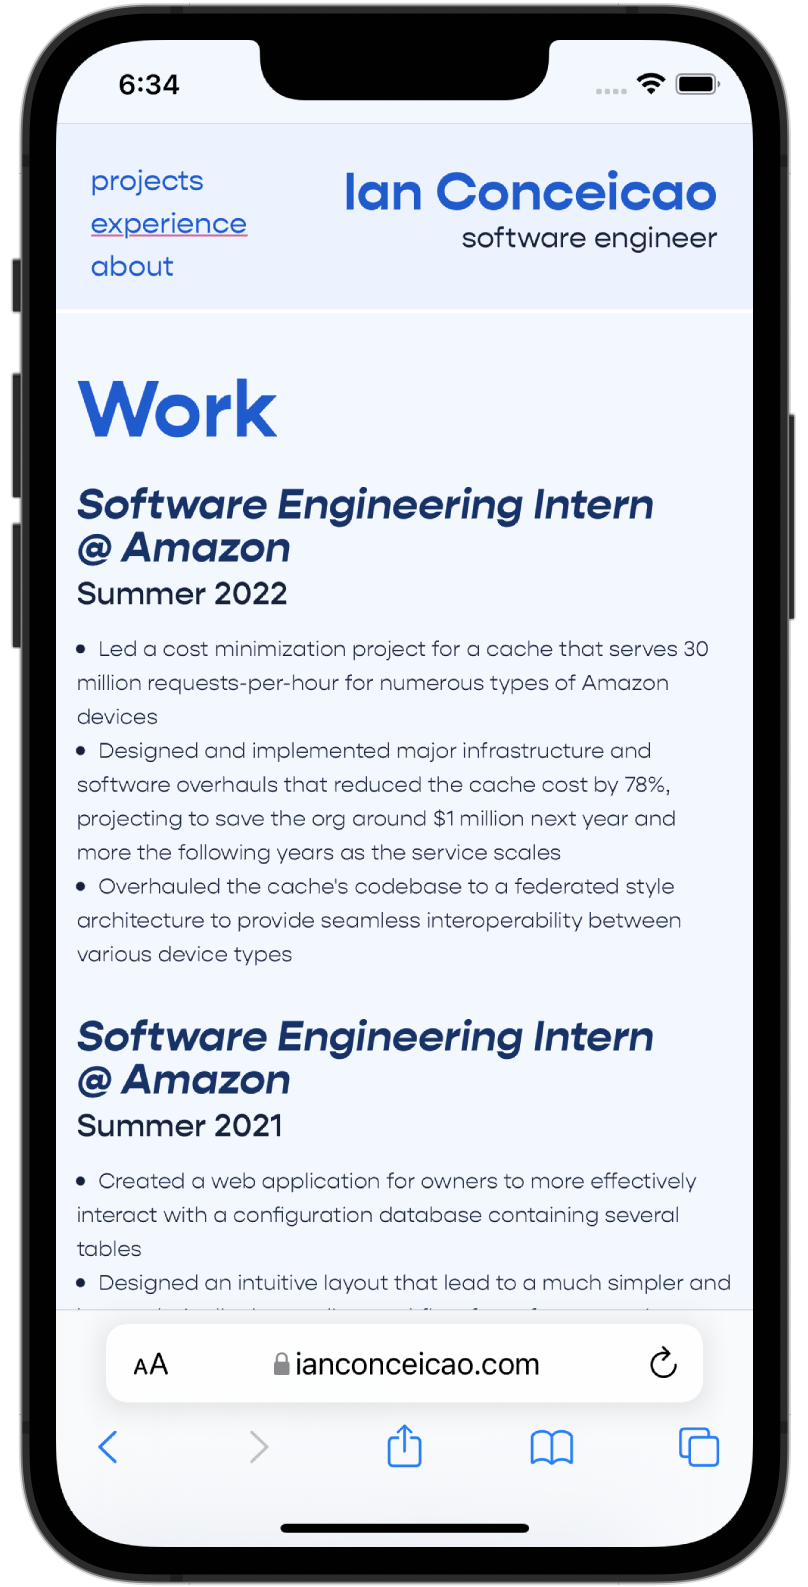 6:34
projects
experience
about
Ian Conceicao
software engineer
Work
Software Engineering Intern
@ Amazon
Summer 2022
• Led a cost minimization project for a cache that serves 30
million requests-per-hour for numerous types of Amazon
devices
• Designed and implemented major infrastructure and
software overhauls that reduced the cache cost by 78%,
projecting to save the org around $1 million next year and
more the following years as the service scales
• Overhauled the cache's codebase to a federated style
architecture to provide seamless interoperability between
various device types
Software Engineering Intern
@ Amazon
Summer 2021
• Created a web application for owners to more effectively
interact with a configuration database containing several
tables
• Designed an intuitive layout that lead to a much simpler and
AA
ianconceicao.com